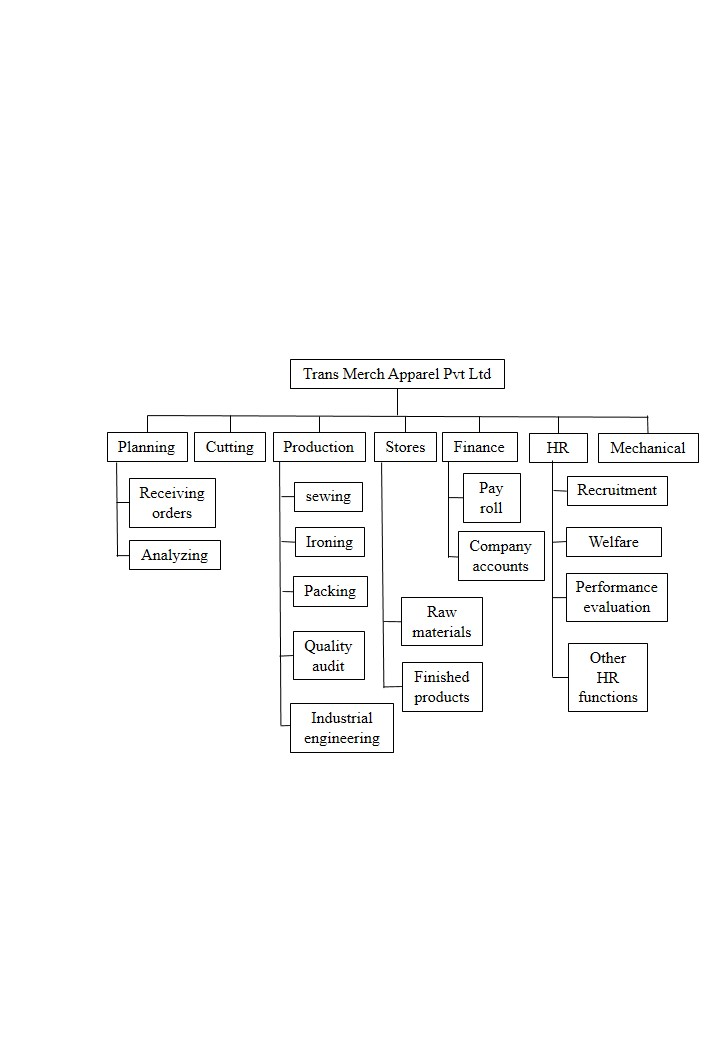 Trans Merch Apparel Pvt Ltd
Planning
Cutting
Production
Stores
Finance
HR
Mechanical
Receiving
orders
Analyzing
sewing
Ironing
Packing
Quality
audit
Industrial
engineering
Raw
materials
Finished
products
Pay
roll
Company
accounts
Recruitment
Welfare
Performance
evaluation
Other
HR
functions